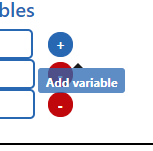 bles
+
Add variable
-